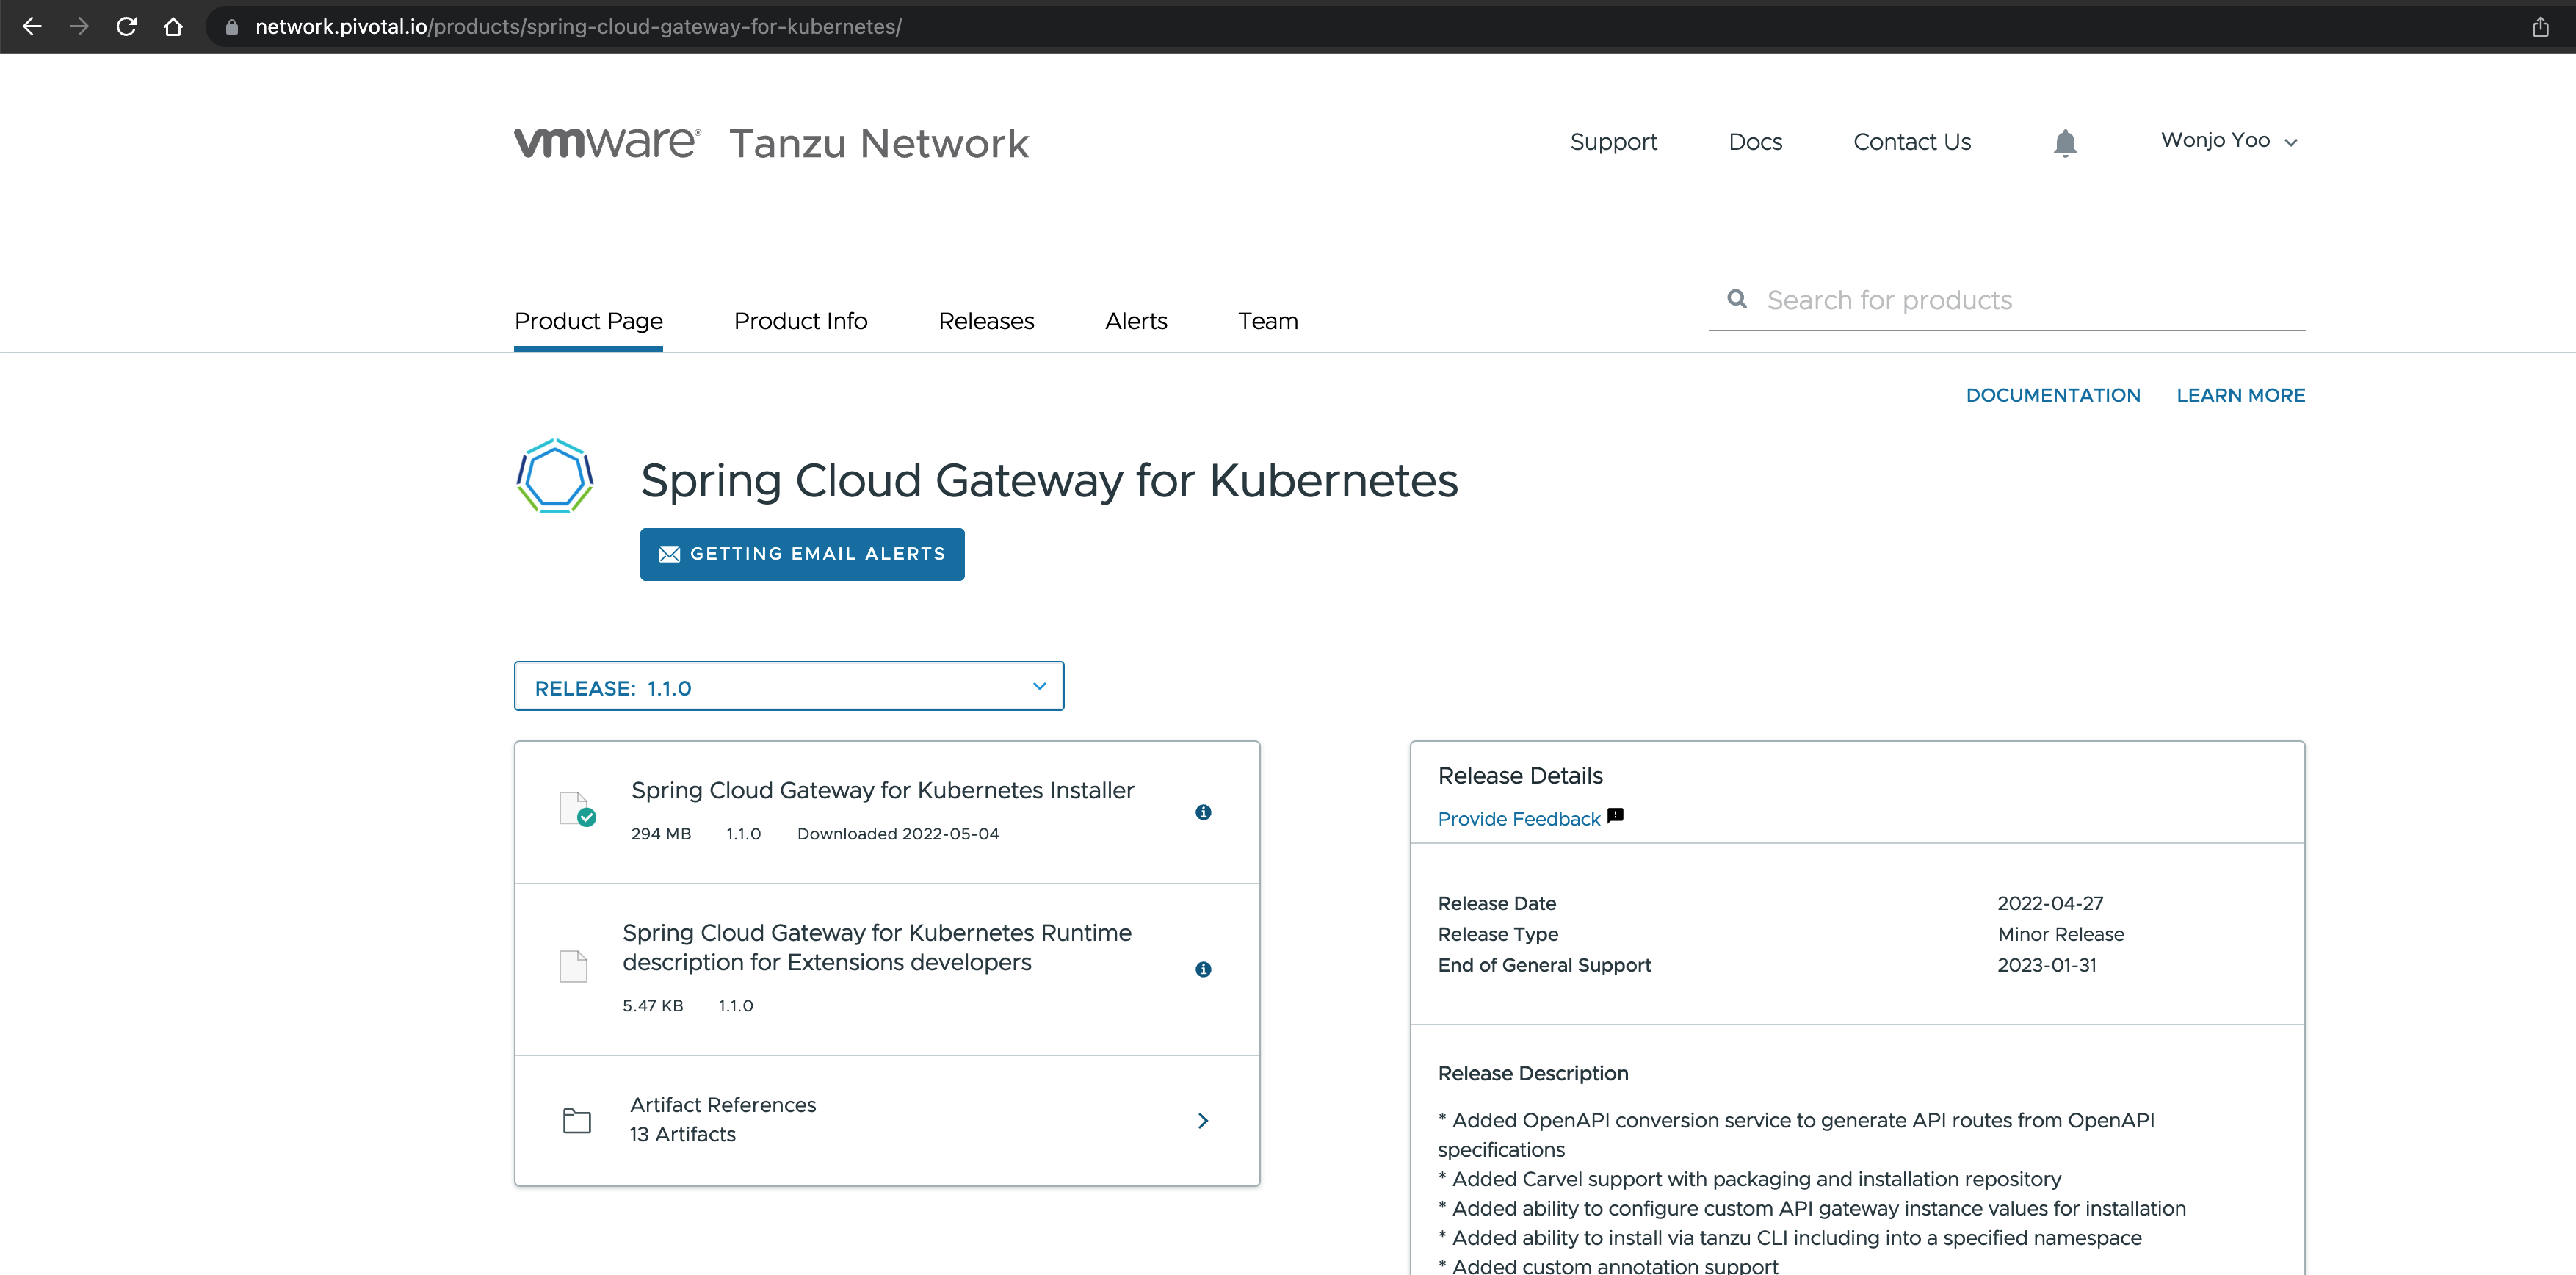 network.pivotal.io/products/spring-cloud-gateway-for-kubernetes/
vmware® Tanzu Network
Support
Docs
Contact Us
Wonjo Yoo
Product Page
Product Info
Releases
Alerts
Team
Search for products
DOCUMENTATION
LEARN MORE
Spring Cloud Gateway for Kubernetes
GETTING EMAIL ALERTS
RELEASE: 1.1.0
Spring Cloud Gateway for Kubernetes Installer
294 MB 1.1.0 Downloaded 2022-05-04
Spring Cloud Gateway for Kubernetes Runtime
description for Extensions developers
5.47 KB 1.1.0
Artifact References
13 Artifacts
Release Details
Provide Feedback
Release Date 2022-04-27
Release Type Minor Release
End of General Support 2023-01-31
Release Description
* Added OpenAPI conversion service to generate API routes from OpenAPI
specifications
* Added Carvel support with packaging and installation repository
* Added ability to configure custom API gateway instance values for installation
* Added ability to install via tanzu CLI including into a specified namespace
* Added custom annotation support